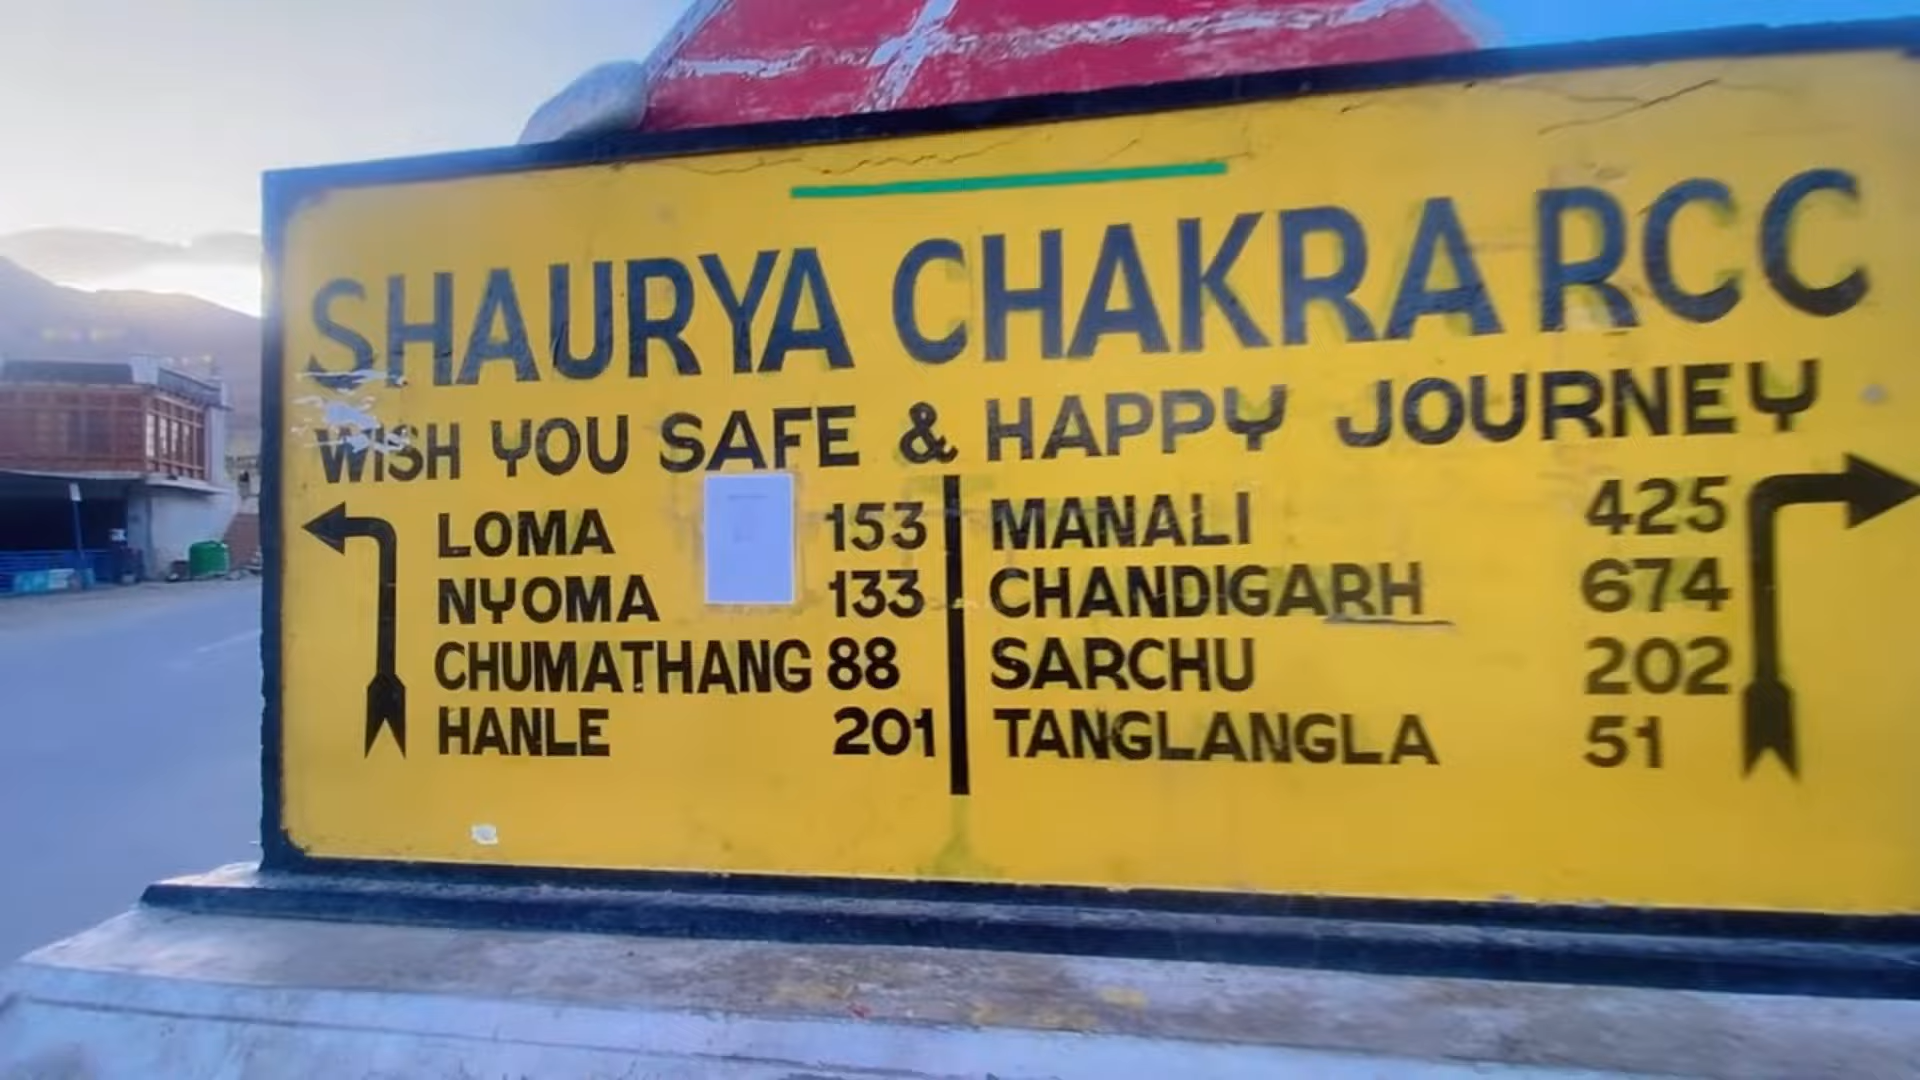 SHAURYA CHAKRA RCC
WISH YOU SAFE & HAPPY JOURNEY
LOMA 153
NYOMA 133
CHUMATHANG 88
HANLE 201
MANALI 425
CHANDIGARH 674
SARCHU 202
TANGLANGLA 51